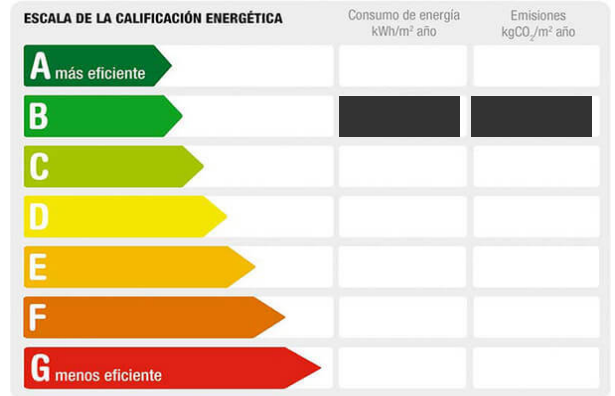 ESCALA DE LA CALIFICACIÓN ENERGÉTICA
Consumo de energía
kWh/m² año
Emisiones
kgCO₂/m² año
A más eficiente
B
C
D
E
F
G menos eficiente